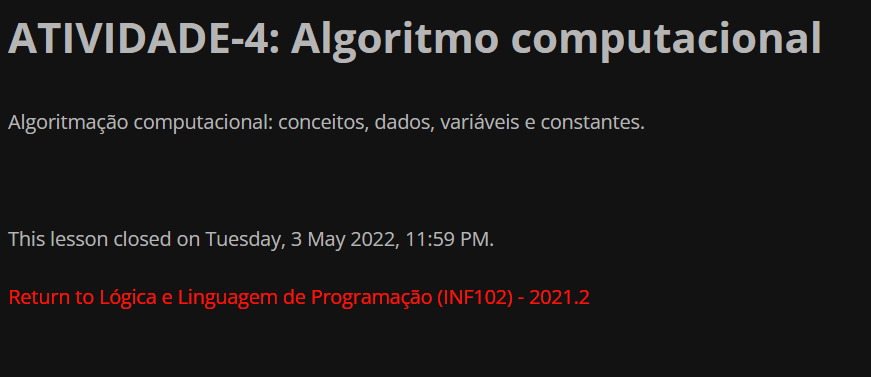 ATIVIDADE-4: Algoritmo computacional
Algoritmação computacional: conceitos, dados, variáveis e constantes.
This lesson closed on Tuesday, 3 May 2022, 11:59 PM.
Return to Lógica e Linguagem de Programação (INF102) - 2021.2